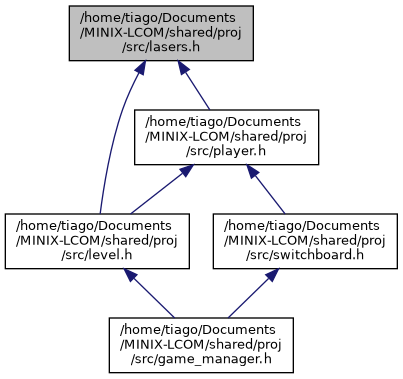 /home/tiago/Documents
/MINIX-LCOM/shared/proj
/src/lasers.h
/home/tiago/Documents
/MINIX-LCOM/shared/proj
/src/player.h
/home/tiago/Documents
/MINIX-LCOM/shared/proj
/src/level.h
/home/tiago/Documents
/MINIX-LCOM/shared/proj
/src/switchboard.h
/home/tiago/Documents
/MINIX-LCOM/shared/proj
/src/game_manager.h